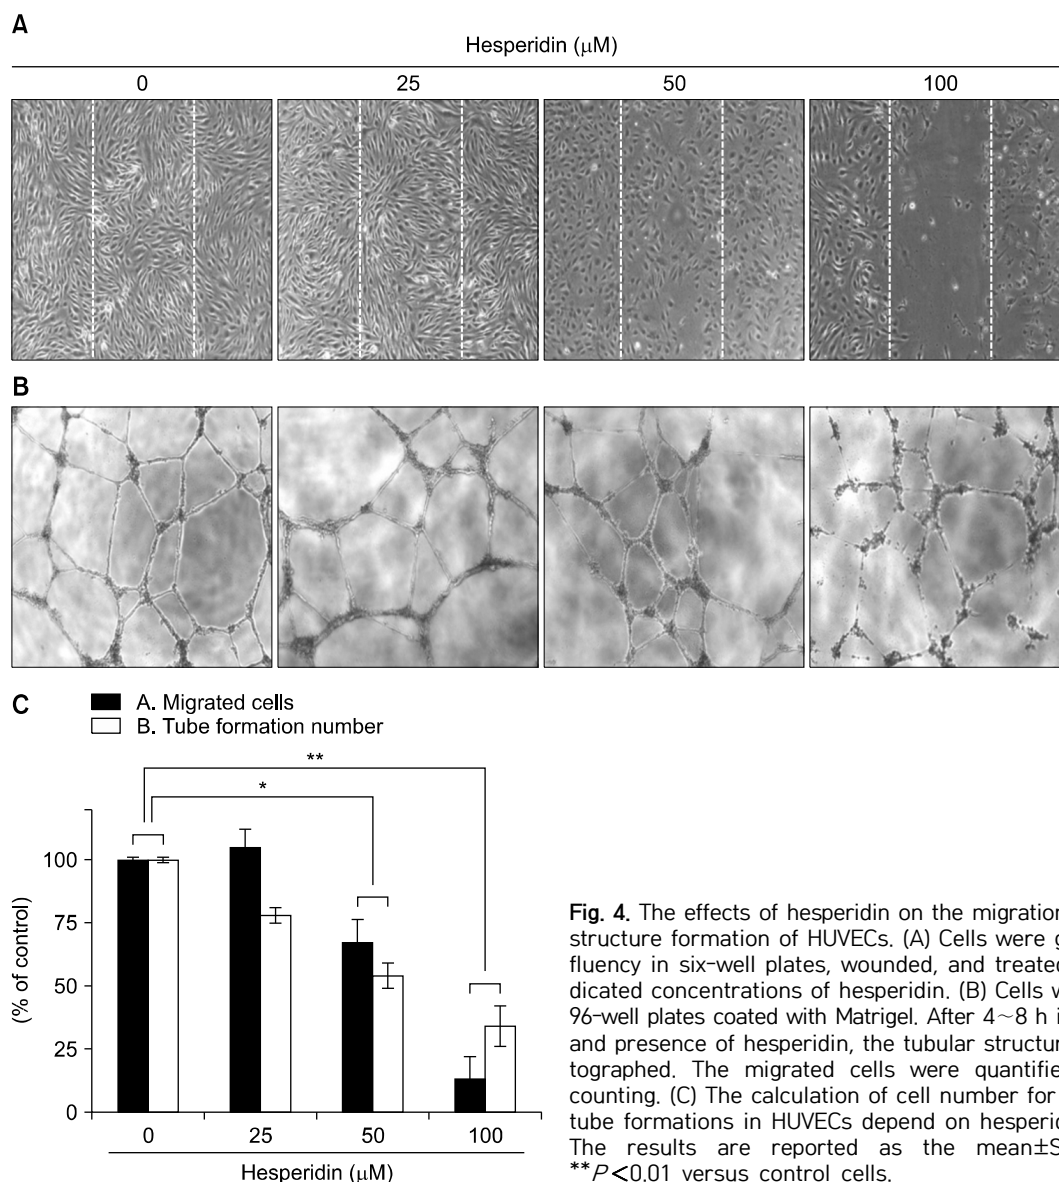 A
Hesperidin (μM)
0 25 50 100
B
C
A. Migrated cells
B. Tube formation number
**
*
100
75
50
25
0
(% of control)
0 25 50 100
Hesperidin (μM)
Fig. 4. The effects of hesperidin on the migration
structure formation of HUVECs. (A) Cells were
fluency in six-well plates, wounded, and treated
dicated concentrations of hesperidin. (B) Cells
96-well plates coated with Matrigel. After 4~8 h
and presence of hesperidin, the tubular structur
tographed. The migrated cells were quantifie
counting. (C) The calculation of cell number for
tube formations in HUVECs depend on hesperid
The results are reported as the mean±S
**P<0.01 versus control cells.